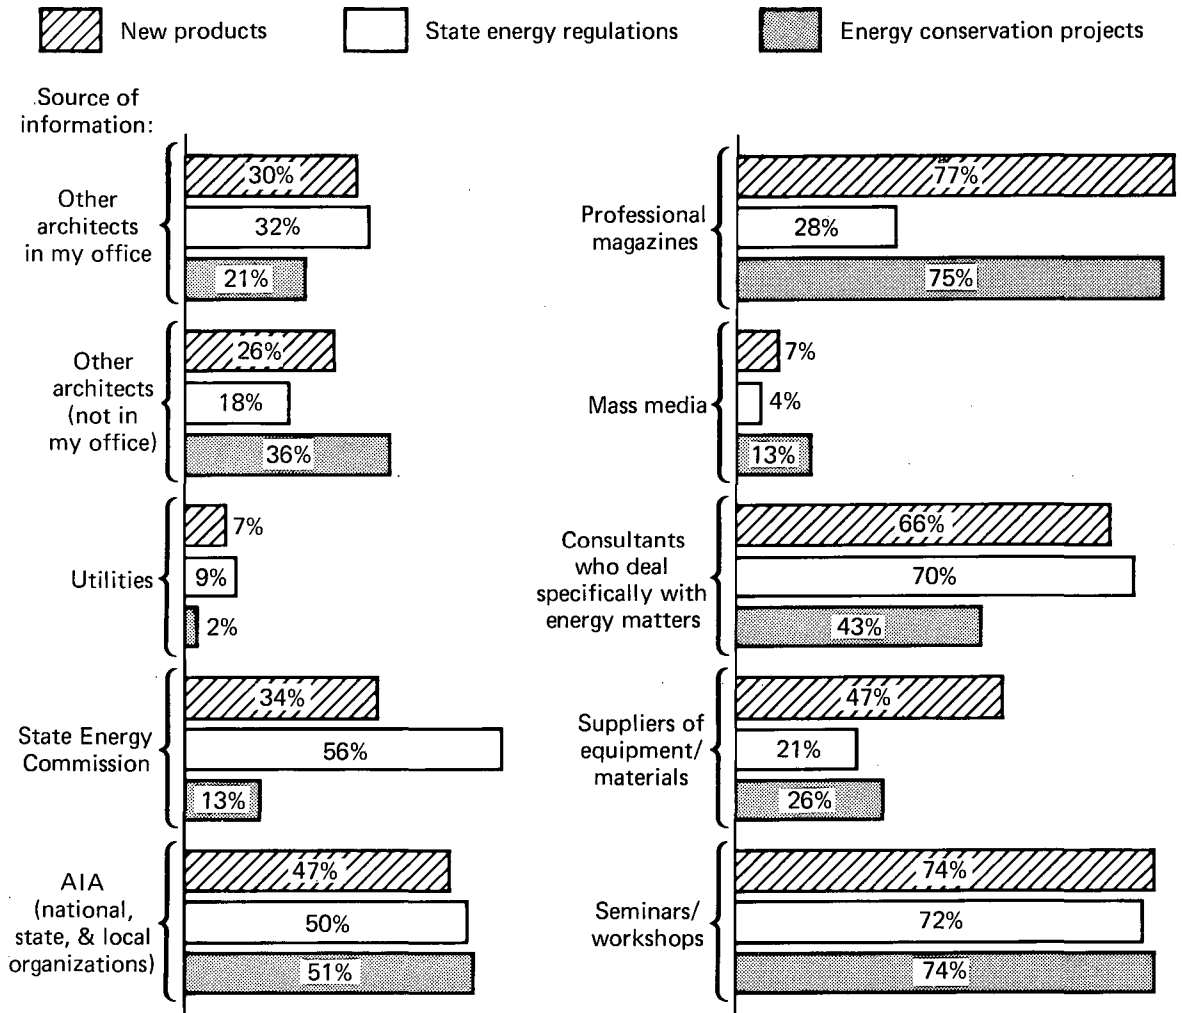 New products
State energy regulations
Energy conservation projects
Source of
information:
Other
architects
in my office
30%
32%
21%
Other
architects
(not in
my office)
26%
18%
36%
Utilities
7%
9%
2%
State Energy
Commission
34%
56%
13%
AIA
(national,
state, & local
organizations)
47%
50%
51%
Professional
magazines
77%
28%
75%
Mass media
7%
4%
13%
Consultants
who deal
specifically with
energy matters
66%
70%
43%
Suppliers of
equipment/
materials
47%
21%
26%
Seminars/
workshops
74%
72%
74%